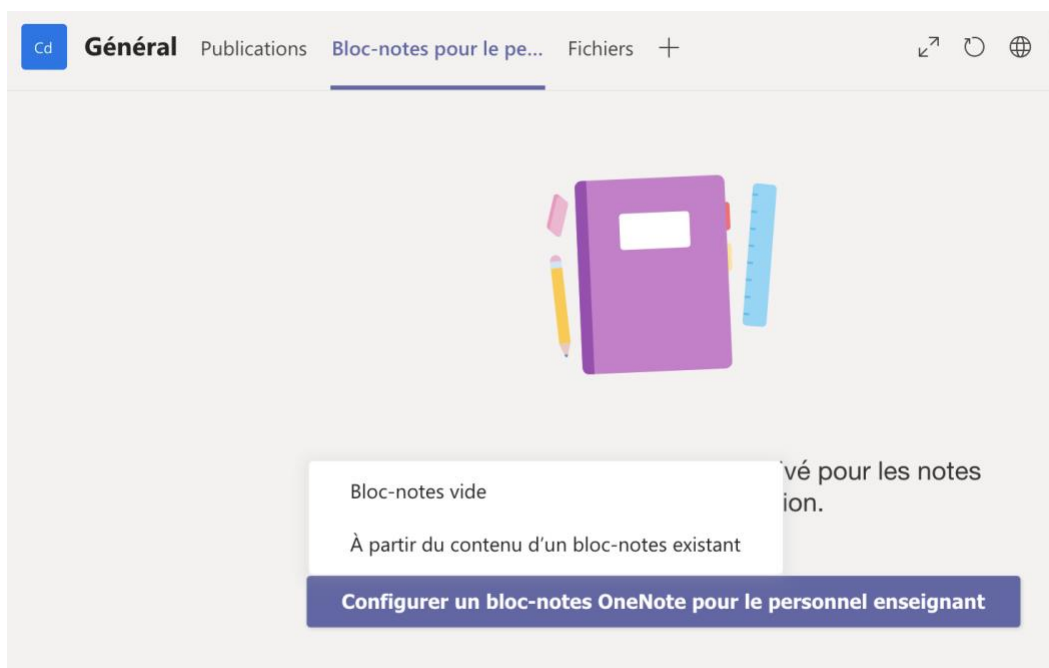 Cd Général Publications Bloc-notes pour le pe... Fichiers +
vé pour les notes
Bloc-notes vide
ion.
À partir du contenu d'un bloc-notes existant
Configurer un bloc-notes OneNote pour le personnel enseignant